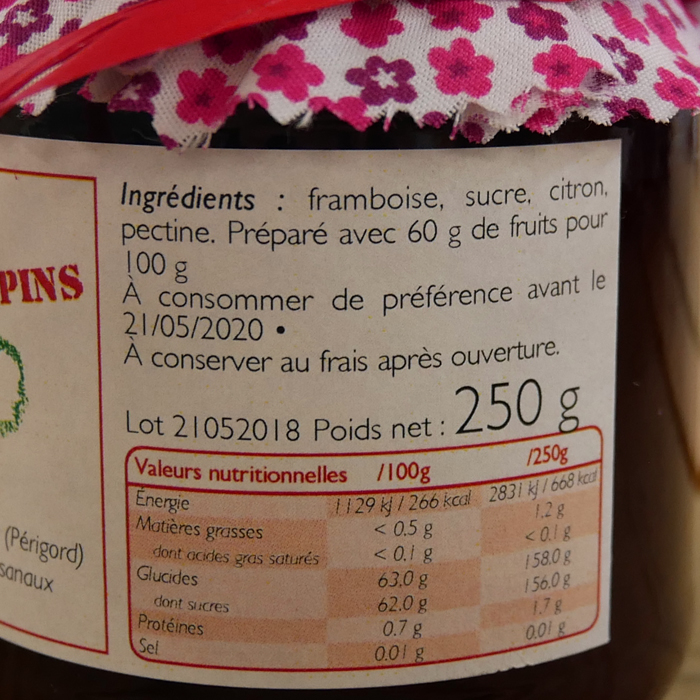 PINS
(Périgord)
sanaux
Ingrédients : framboise, sucre, citron,
pectine. Préparé avec 60 g de fruits pour
100 g
À consommer de préférence avant le
21/05/2020 •
À conserver au frais après ouverture.
Lot 21052018 Poids net : 250 g
Valeurs nutritionnelles /100g /250g
Énergie 1129 kj / 266 kcal 2831 kj / 668 kcal
Matières grasses < 0.5 g 1.2 g
dont acides gras saturés < 0.1 g < 0.1 g
Glucides 63.0 g 158.0 g
dont sucres 62.0 g 156.0 g
Protéines 0.7 g 1.7 g
Sel 0.01 g 0.01 g